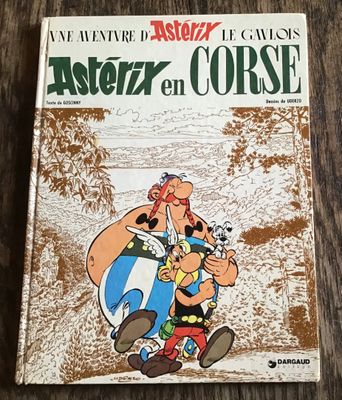 VNE AVENTVRE D'Astérix LE GAVLOIS
Astérix en CORSE
Texte de GOSCINNY Dessins de UDERZO
DARGAUD